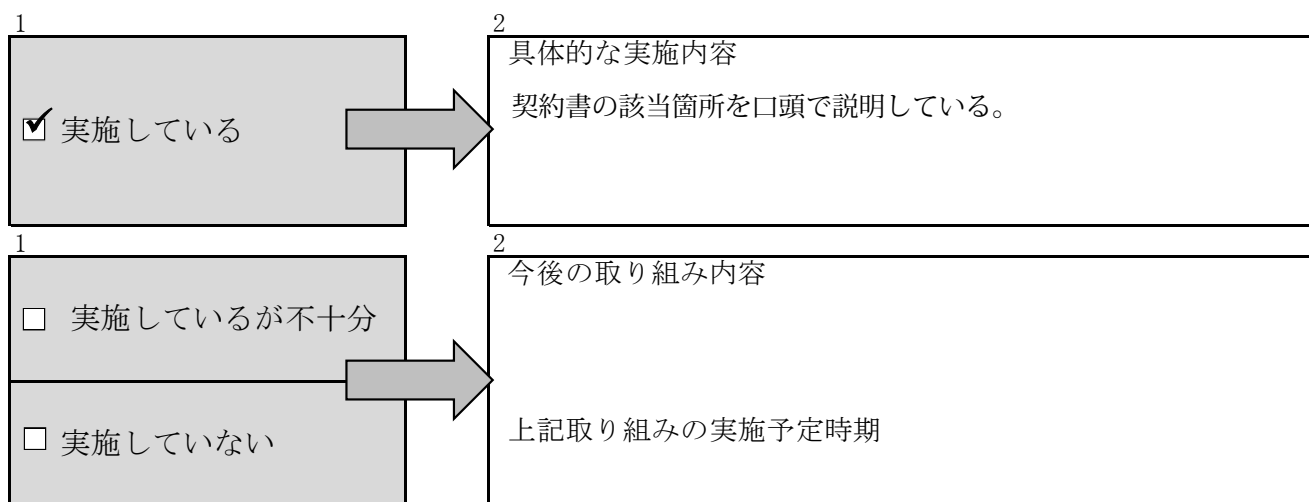 1
2
実施している
具体的な実施内容
契約書の該当箇所を口頭で説明している。
1
2
実施しているが不十分
実施していない
今後の取り組み内容
上記取り組みの実施予定時期